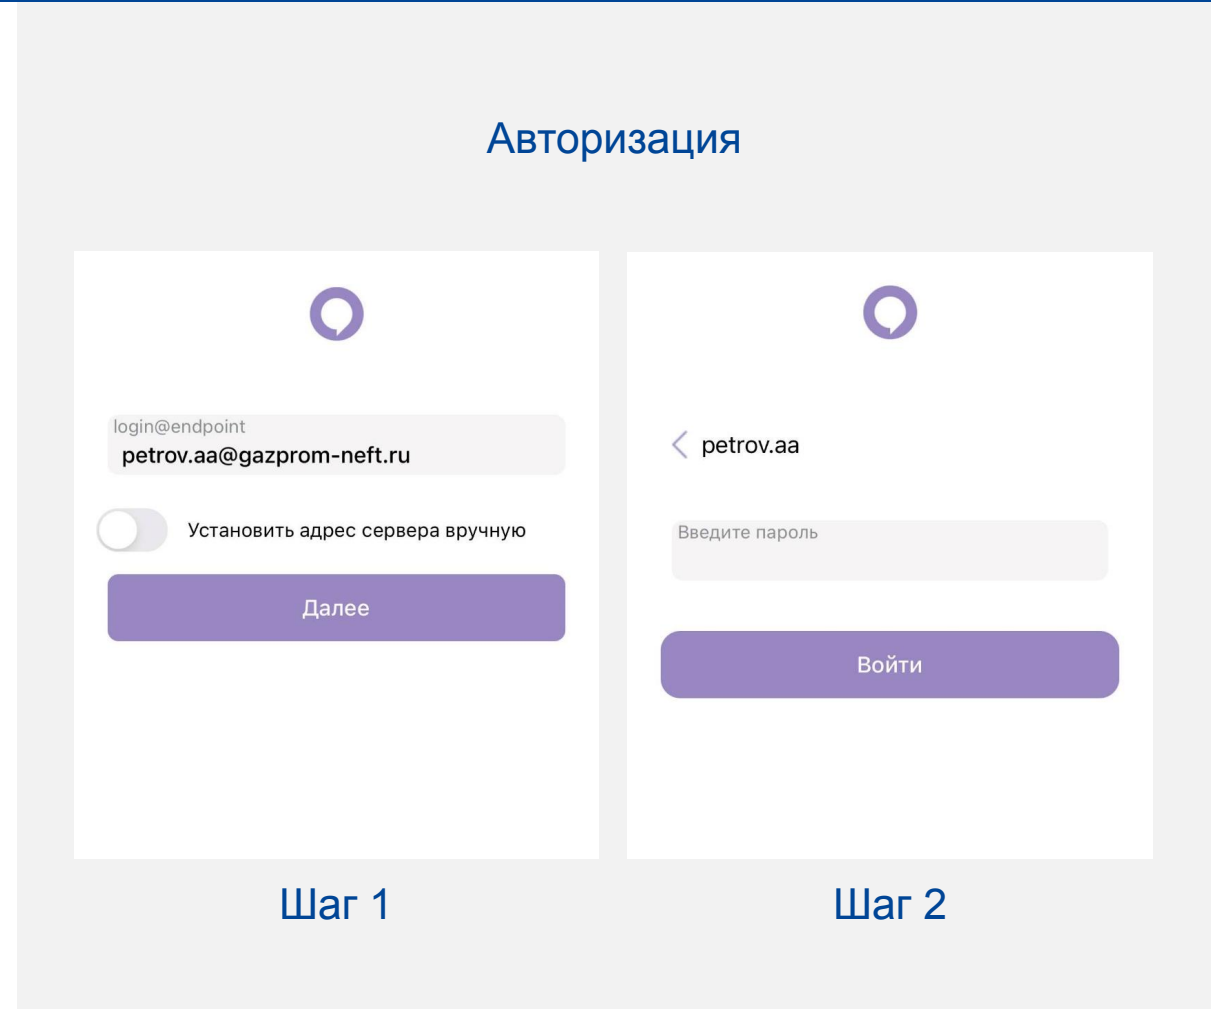 Авторизация
login@endpoint
petrov.aa@gazprom-neft.ru
Установить адрес сервера вручную
Далее
petrov.aa
Введите пароль
Войти
Шаг 1
Шаг 2